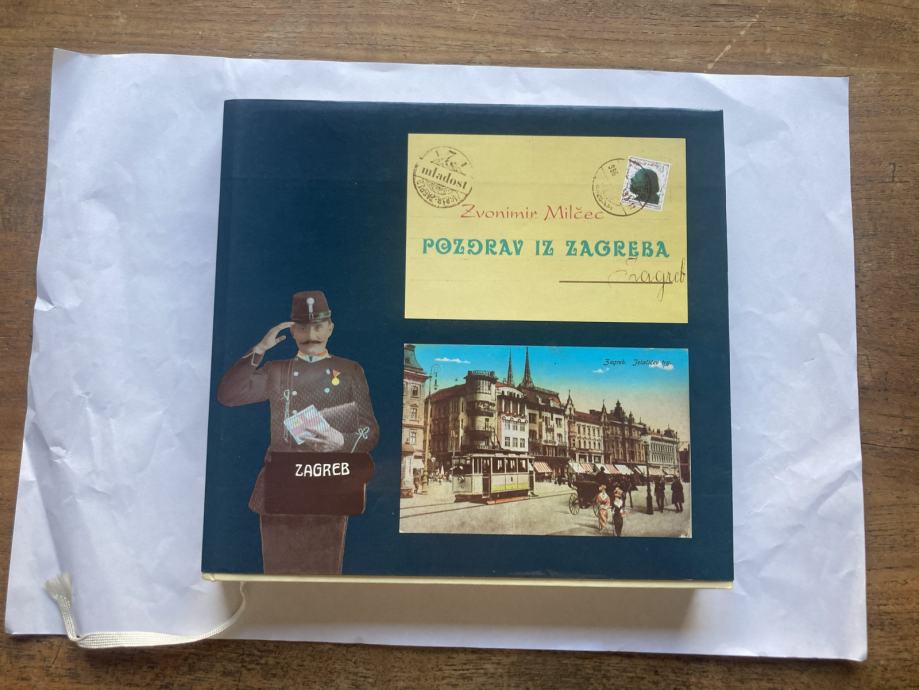 mladost
Zvonimir Milčec
POZDRAV IZ ZAGREBA
Zagreb
Zagreb. Jelačićev trg.
ZAGREB